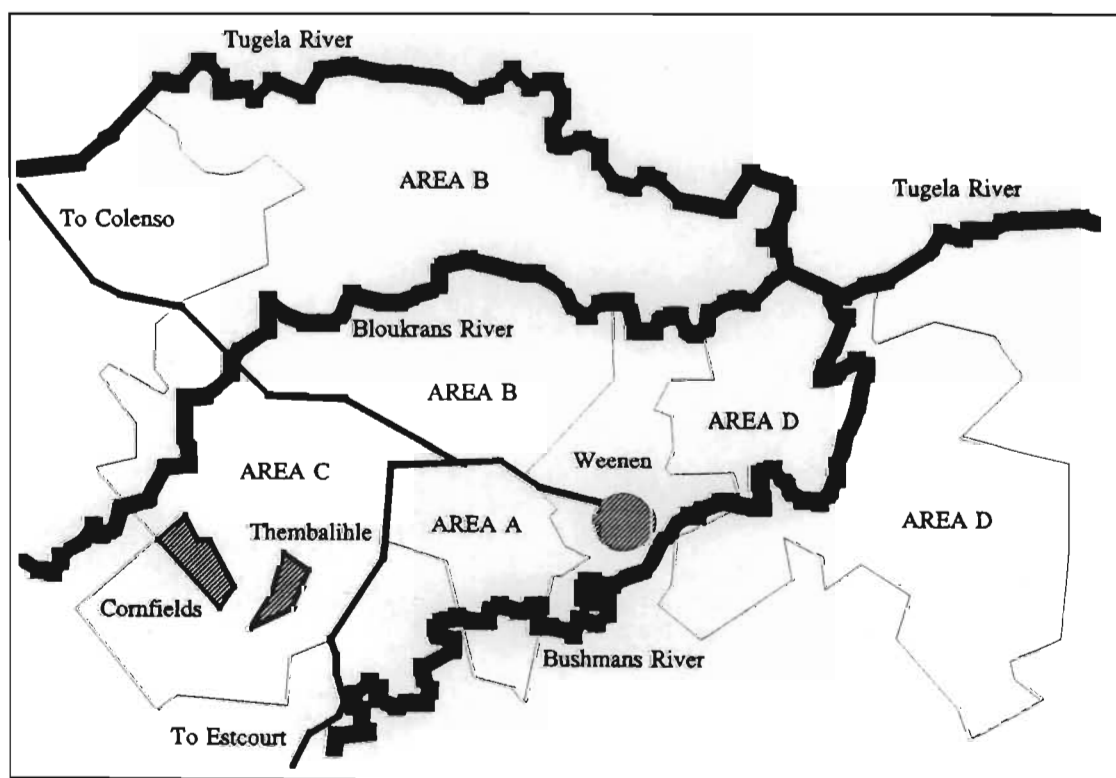 Tugela River
AREA B
Tugela River
To Colenso
Bloukrans River
AREA B
AREA D
Weenen
AREA C
AREA A
Thembalihle
AREA D
Cornfields
Bushmans River
To Estcourt